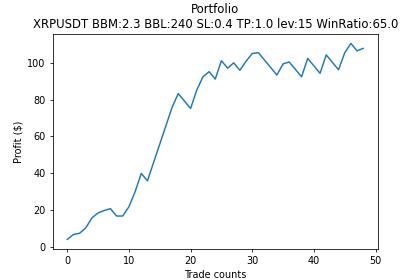 Portfolio
XRPUSDT BBM:2.3 BBL:240 SL:0.4 TP:1.0 lev:15 WinRatio:65.0
Profit ($)
100
80
60
40
20
0
0 10 20 30 40 50
Trade counts